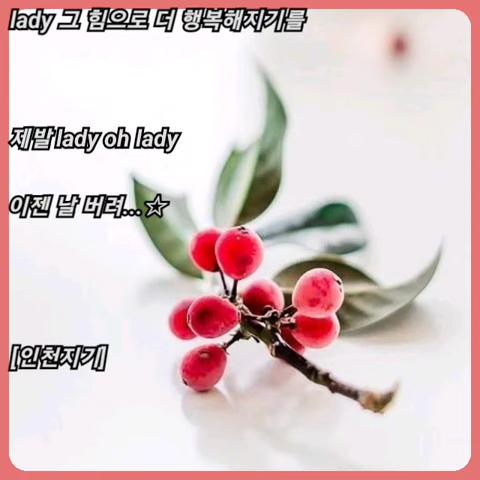 lady 그 힘으로 더 행복해지기를
제발 lady oh lady
이젠 날 버려...☆
[인천지기]